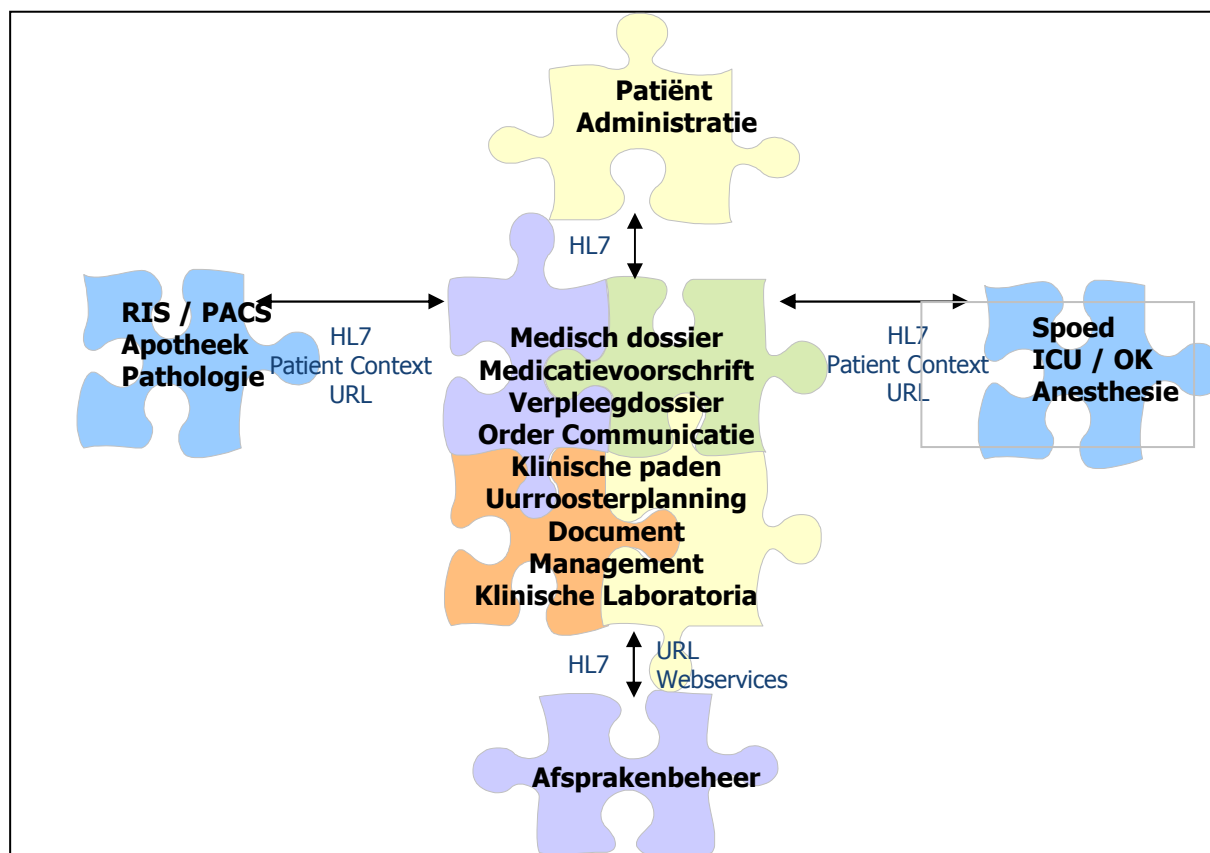 Patiënt
Administratie
HL7
RIS / PACS
Apotheek
Pathologie
HL7
Patient Context
URL
Medisch dossier
Medicatievoorschrift
Verpleegdossier
Order Communicatie
Klinische paden
Uurroosterplanning
Document
Management
Klinische Laboratoria
HL7
Patient Context
URL
Spoed
ICU / OK
Anesthesie
HL7
URL
Webservices
Afsprakenbeheer